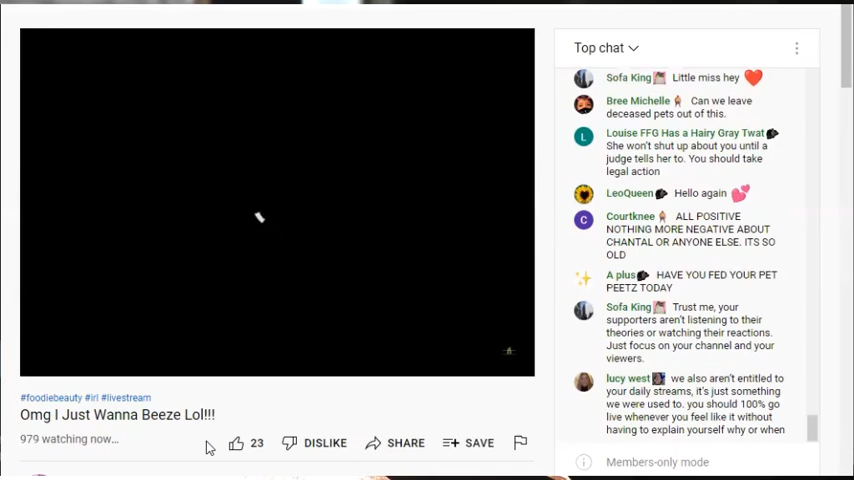 Top chat
Sofa King Little miss hey
Bree Michelle Can we leave
deceased pets out of this.
Louise FFG Has a Hairy Gray Twat
She won't shut up about you until a
judge tells her to. You should take
legal action
LeoQueen Hello again
Courtknee ALL POSITIVE
NOTHING MORE NEGATIVE ABOUT
CHANTAL OR ANYONE ELSE. ITS SO
OLD
A plus HAVE YOU FED YOUR PET
PEETZ TODAY
Sofa King Trust me, your
supporters aren't listening to their
theories or watching their reactions.
Just focus on your channel and your
viewers.
lucy west we also aren't entitled to
your daily streams, it's just something
we were used to. you should 100% go
live whenever you feel like it without
having to explain yourself why or when
Members-only mode
#foodiebeauty #irl #livestream
Omg I Just Wanna Beeze Lol!!!
979 watching now...
23 DISLIKE SHARE SAVE